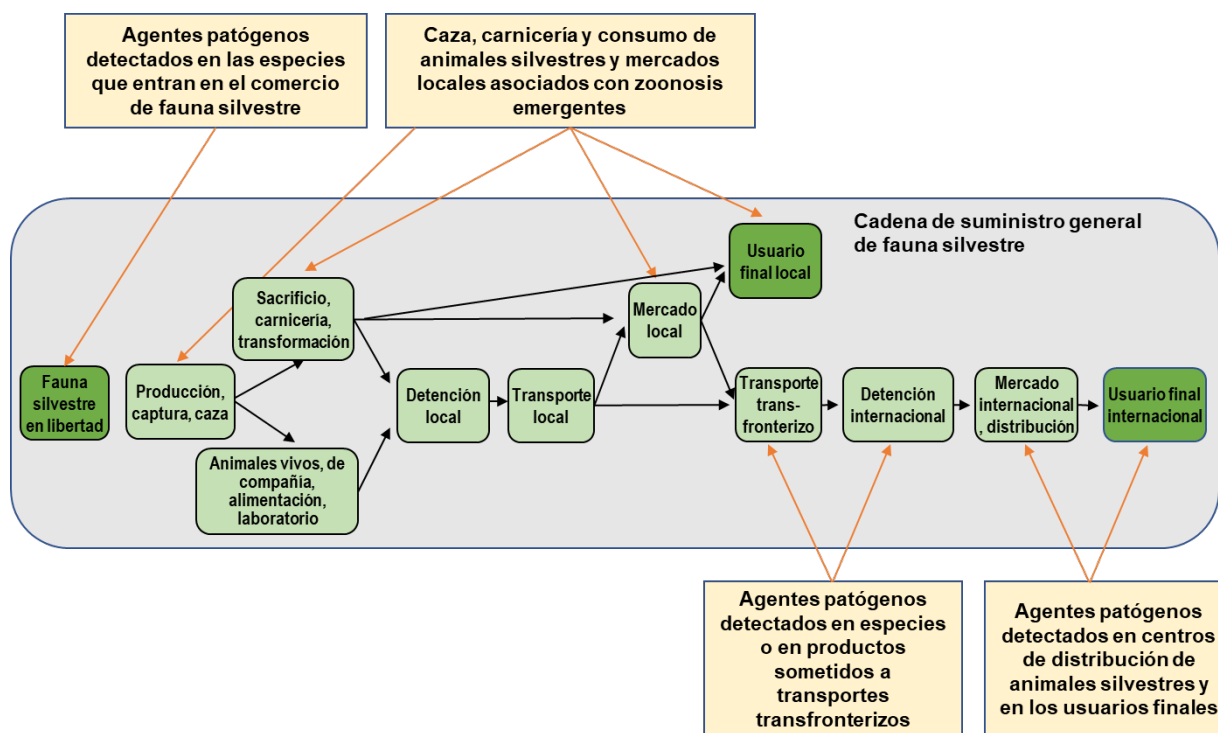 Agentes patógenos
detectados en las especies
que entran en el comercio
de fauna silvestre
Caza, carnicería y consumo de
animales silvestres y mercados
locales asociados con zoonosis
emergentes
Cadena de suministro general
de fauna silvestre
Usuario
final local
Sacrificio,
carnicería,
transformación
Mercado
local
Fauna
silvestre
en libertad
Producción,
captura, caza
Detención
local
Transporte
local
Transporte
trans-
fronterizo
Detención
internacional
Mercado
internacional
, distribución
Usuario final
internacional
Animales vivos, de
compañía,
alimentación,
laboratorio
Agentes patógenos
detectados en especies
o en productos
sometidos a
transportes
transfronterizos
Agentes patógenos
detectados en centros
de distribución de
animales silvestres y
en los usuarios finales